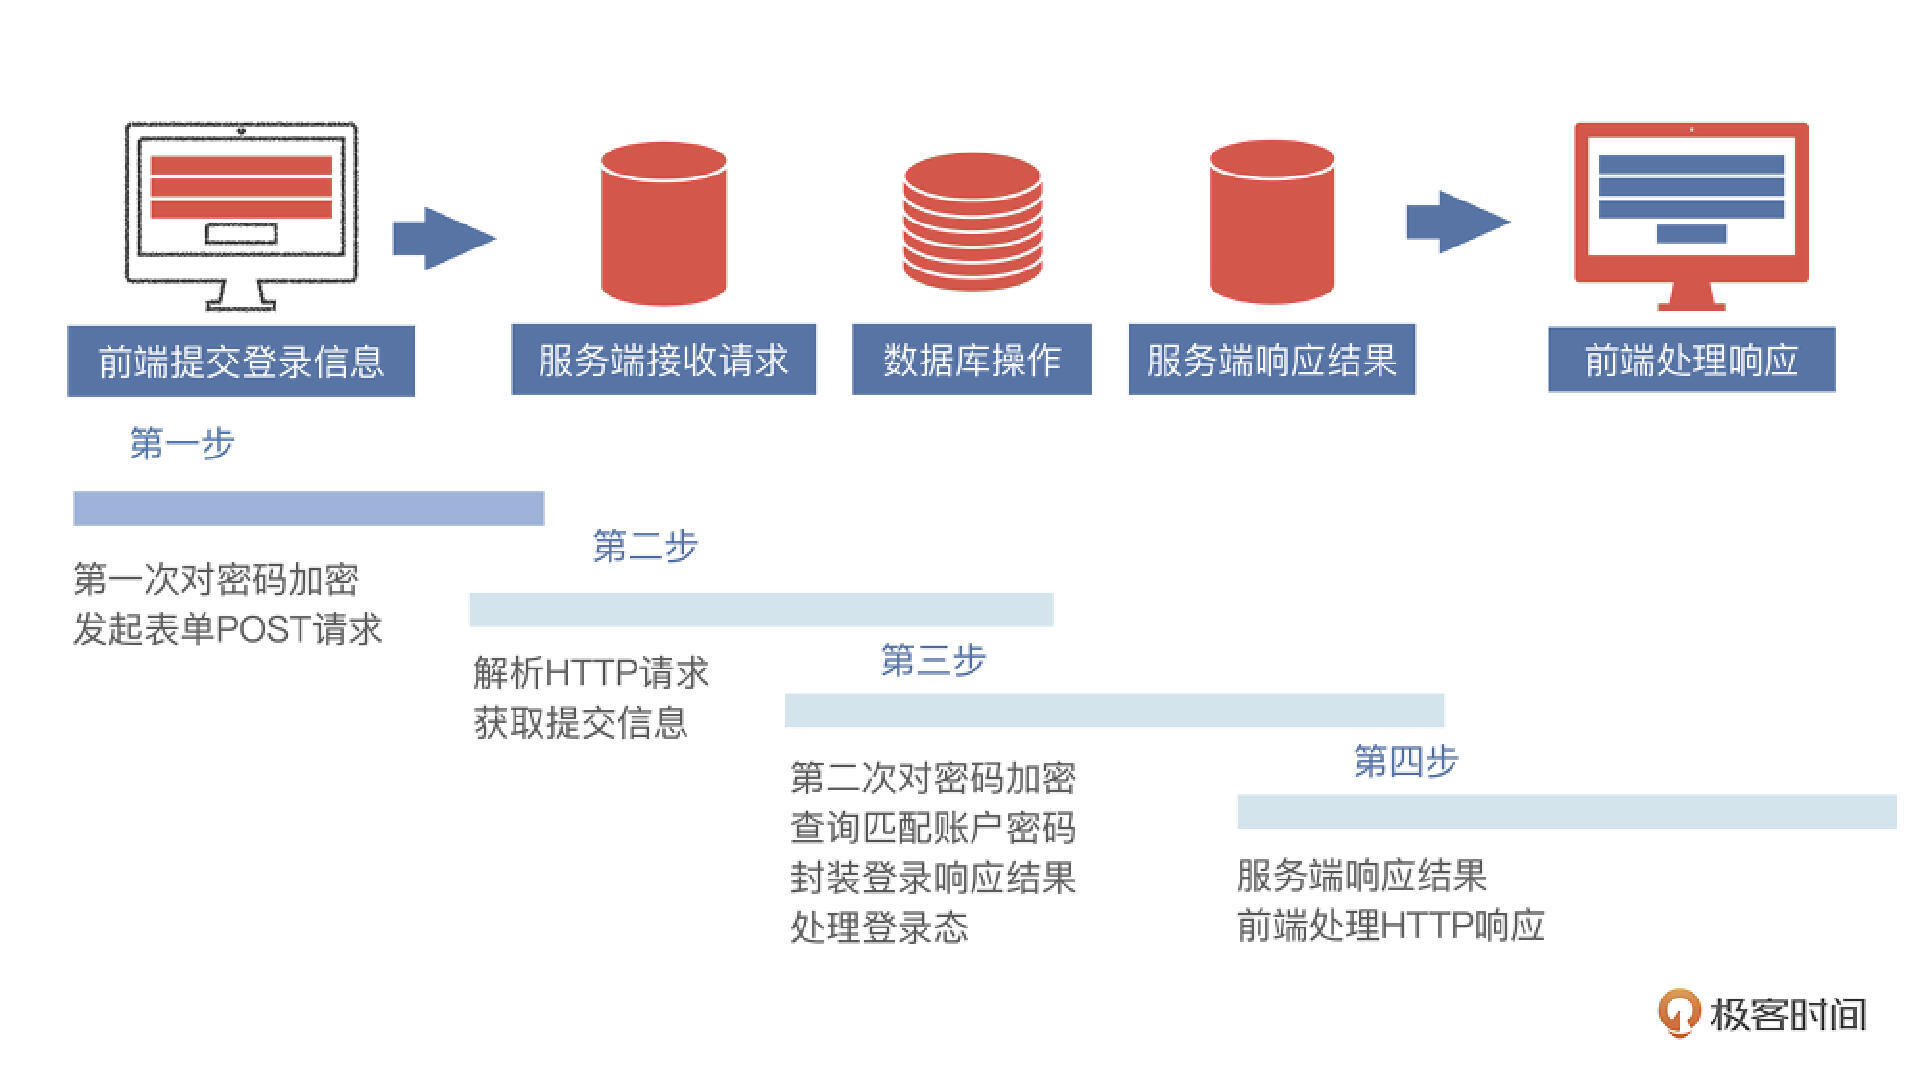 前端提交登录信息
服务端接收请求
数据库操作
服务端响应结果
前端处理响应
第一步
第一次对密码加密
发起表单POST请求
第二步
解析HTTP请求
获取提交信息
第三步
第二次对密码加密
查询匹配账户密码
封装登录响应结果
处理登录态
第四步
服务端响应结果
前端处理HTTP响应
极客时间